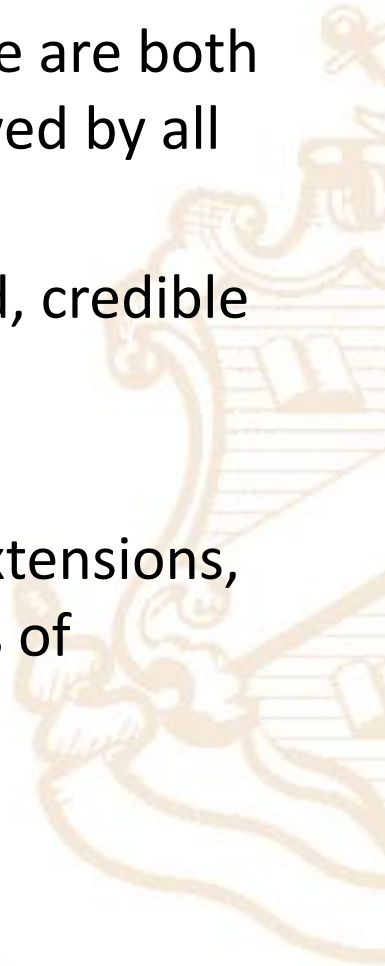 e are both
ved by all
d, credible
xtensions,
s of